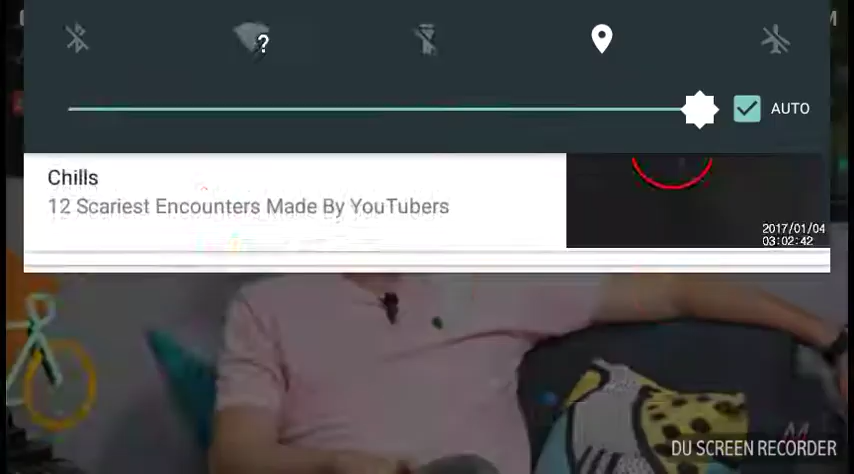 ?
AUTO
Chills
12 Scariest Encounters Made By YouTubers
2017/01/04
03:02:42
DU SCREEN RECORDER